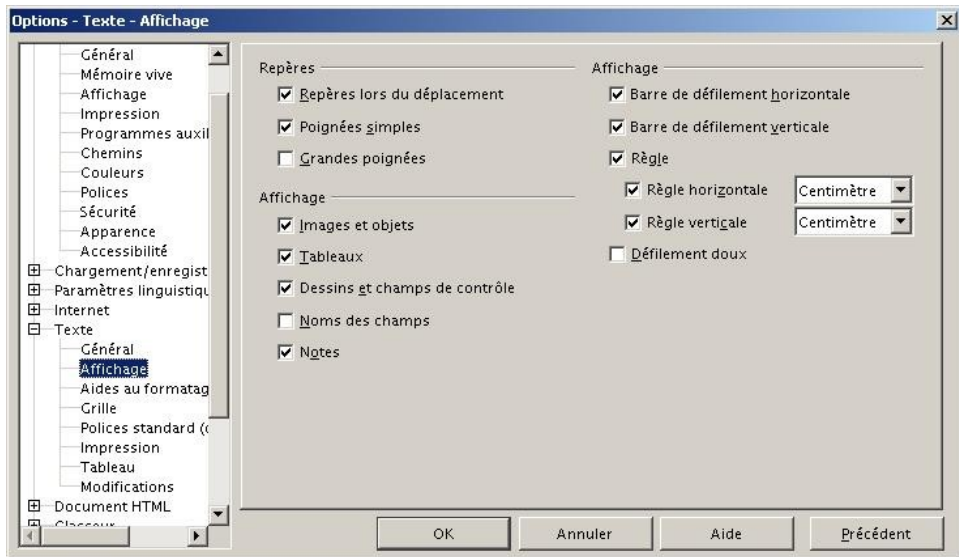 Options - Texte - Affichage
Général
Mémoire vive
Affichage
Impression
Programmes auxil
Chemins
Couleurs
Polices
Sécurité
Apparence
Accessibilité
Chargement/enregist
Paramètres linguistiqu
Internet
Texte
Général
Affichage
Aides au formatag
Grille
Polices standard (
Impression
Tableau
Modifications
Document HTML
Classeur
Repères
Repères lors du déplacement
Poignées simples
Grandes poignées
Affichage
Images et objets
Tableaux
Dessins et champs de contrôle
Noms des champs
Notes
Affichage
Barre de défilement horizontale
Barre de défilement verticale
Règle
Règle horizontale Centimètre
Règle verticale Centimètre
Défilement doux
OK Annuler Aide Précédent